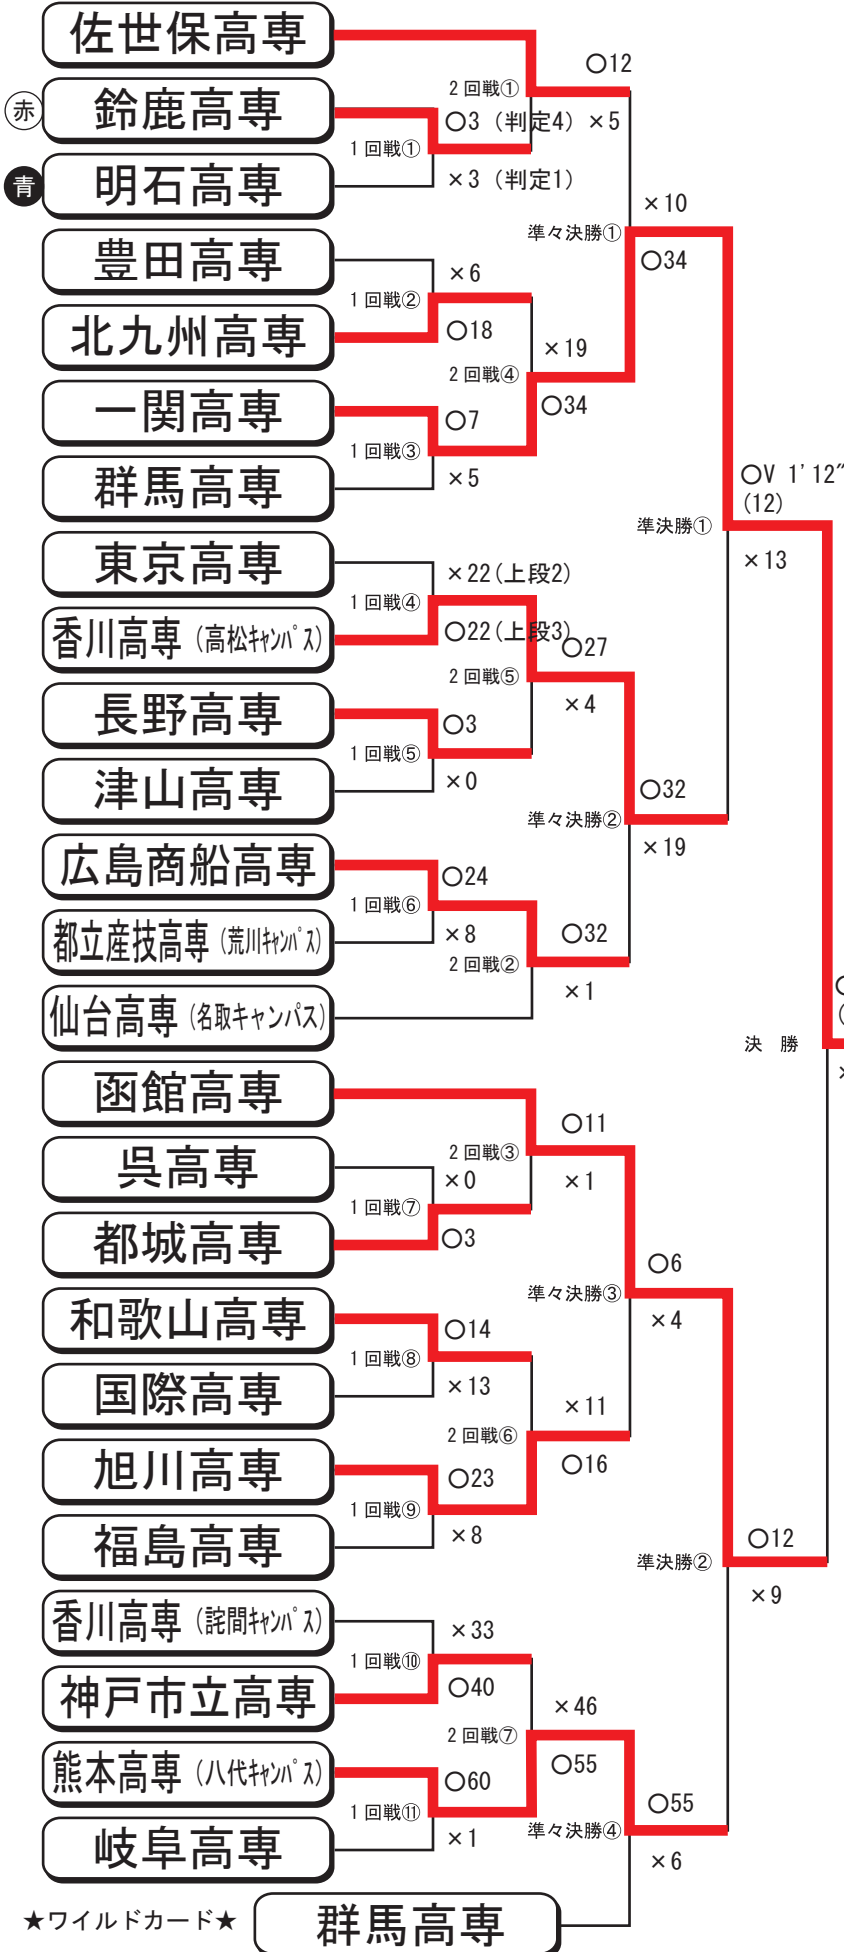 佐世保高専
○12
2回戦①
赤
鈴鹿高専
○3（判定4）
×5
1回戦①
青
明石高専
×3（判定1）
×10
準々決勝①
豊田高専
×6
○34
1回戦②
北九州高専
○18
×19
2回戦④
一関高専
○7
○34
1回戦③
群馬高専
×5
○V 1'12"
(12)
準決勝①
東京高専
×22(上段2)
×13
1回戦④
香川高専（高松ｷｬﾝﾊﾟｽ）
○22(上段3)
○27
2回戦⑤
長野高専
○3
×4
1回戦⑤
津山高専
×0
○32
準々決勝②
広島商船高専
○24
×19
1回戦⑥
都立産技高専（荒川ｷｬﾝﾊﾟｽ）
×8
○32
2回戦②
仙台高専（名取キャンパス）
×1
決　勝
函館高専
○11
2回戦③
呉高専
×0
×1
1回戦⑦
都城高専
○3
○6
準々決勝③
和歌山高専
○14
×4
1回戦⑧
国際高専
×13
×11
2回戦⑥
旭川高専
○23
○16
1回戦⑨
福島高専
×8
○12
準決勝②
×9
香川高専（詫間ｷｬﾝﾊﾟｽ）
×33
1回戦⑩
神戸市立高専
○40
×46
2回戦⑦
熊本高専（八代ｷｬﾝﾊﾟｽ）
○60
○55
○55
1回戦⑪
準々決勝④
岐阜高専
×1
×6
★ワイルドカード★
群馬高専